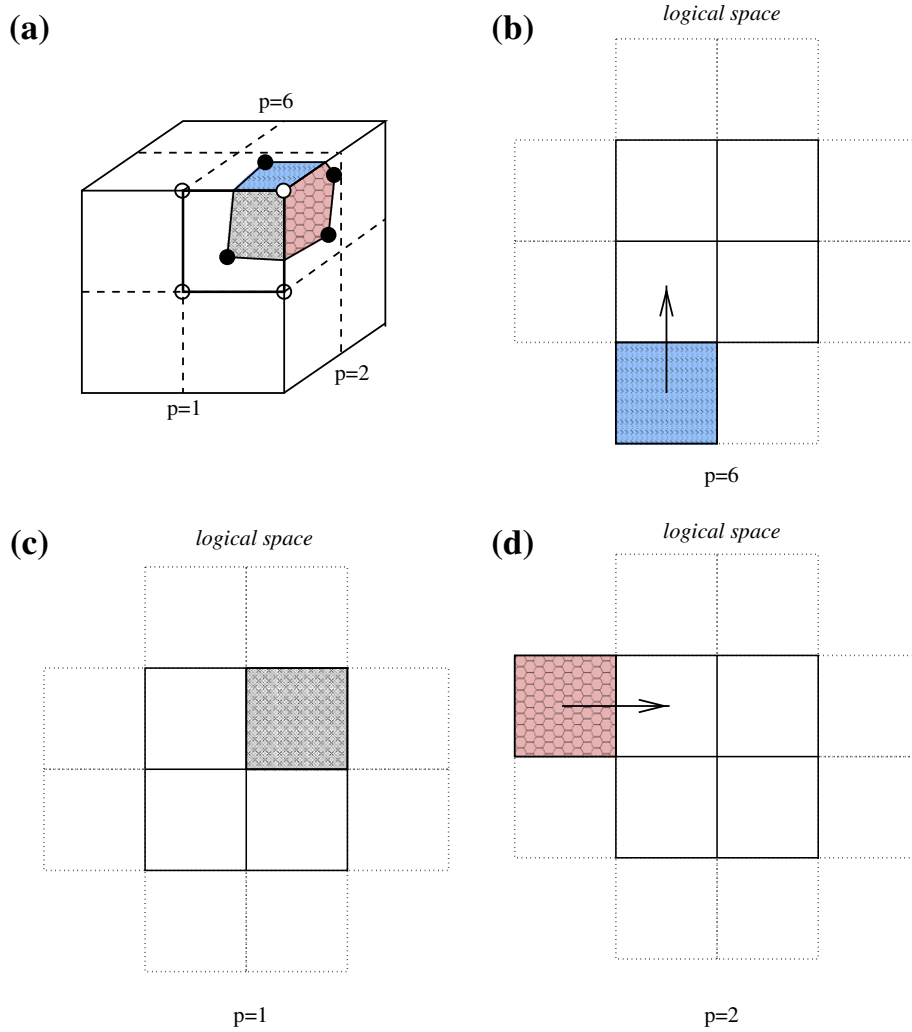 (a)
p=6
p=2
p=1
(b)
logical space
p=6
(c)
logical space
p=1
(d)
logical space
p=2